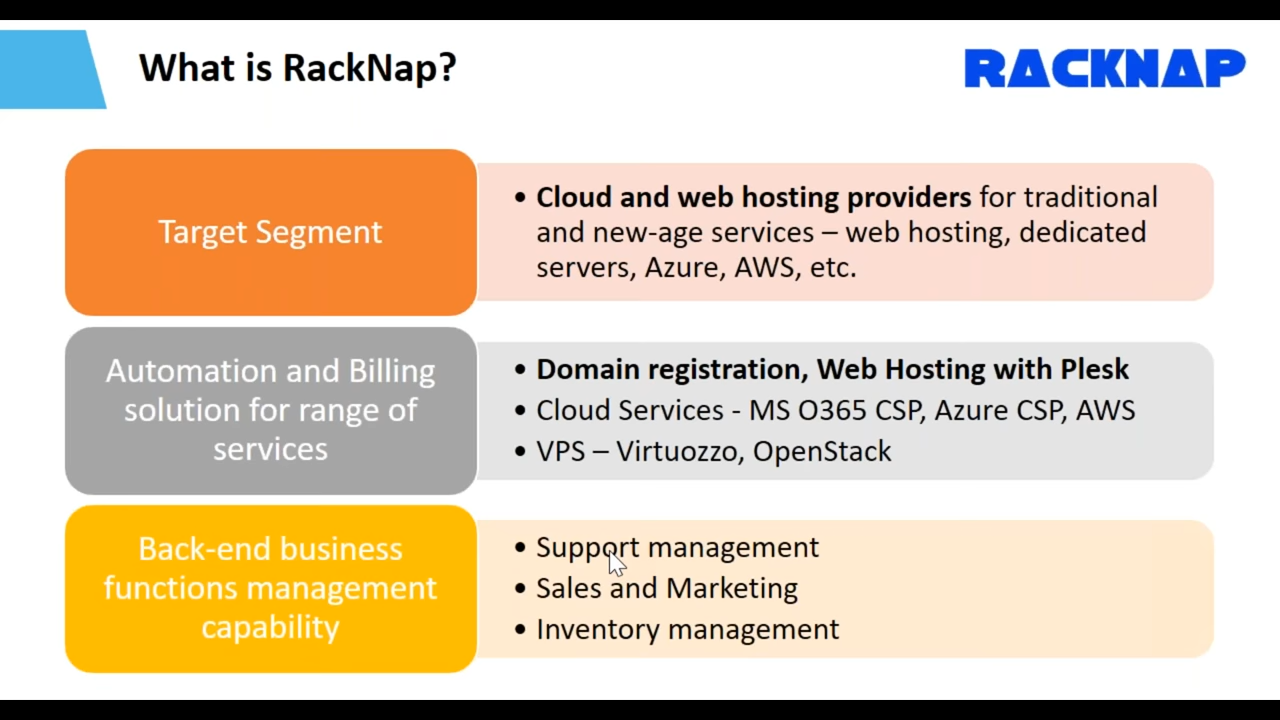 What is RackNap?
RACKNAP
Target Segment
• Cloud and web hosting providers for traditional
and new-age services – web hosting, dedicated
servers, Azure, AWS, etc.
Automation and Billing
solution for range of
services
• Domain registration, Web Hosting with Plesk
• Cloud Services - MS O365 CSP, Azure CSP, AWS
• VPS – Virtuozzo, OpenStack
Back-end business
functions management
capability
• Support management
• Sales and Marketing
• Inventory management